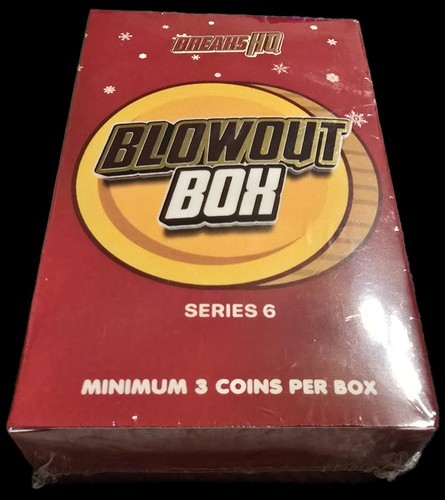 BREAKS HQ
BLOWOUT
BOX
SERIES 6
MINIMUM 3 COINS PER BOX